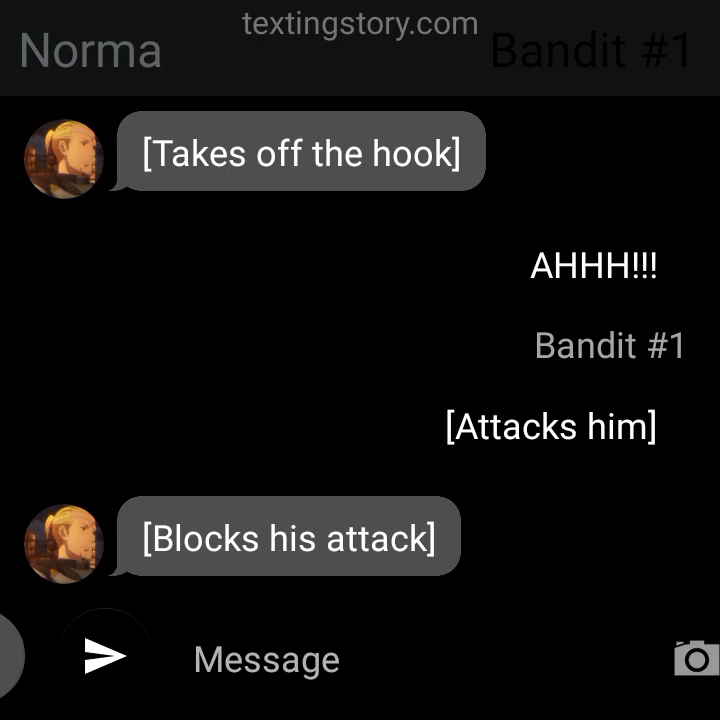 textingstory.com
Norma
Bandit #1
[Takes off the hook]
AHHH!!!
Bandit #1
[Attacks him]
[Blocks his attack]
Message